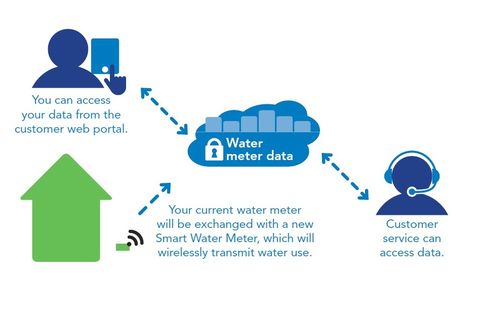 You can access
your data from the
customer web portal.
Water
meter data
Your current water meter
will be exchanged with a new
Smart Water Meter, which will
wirelessly transmit water use.
Customer
service can
access data.